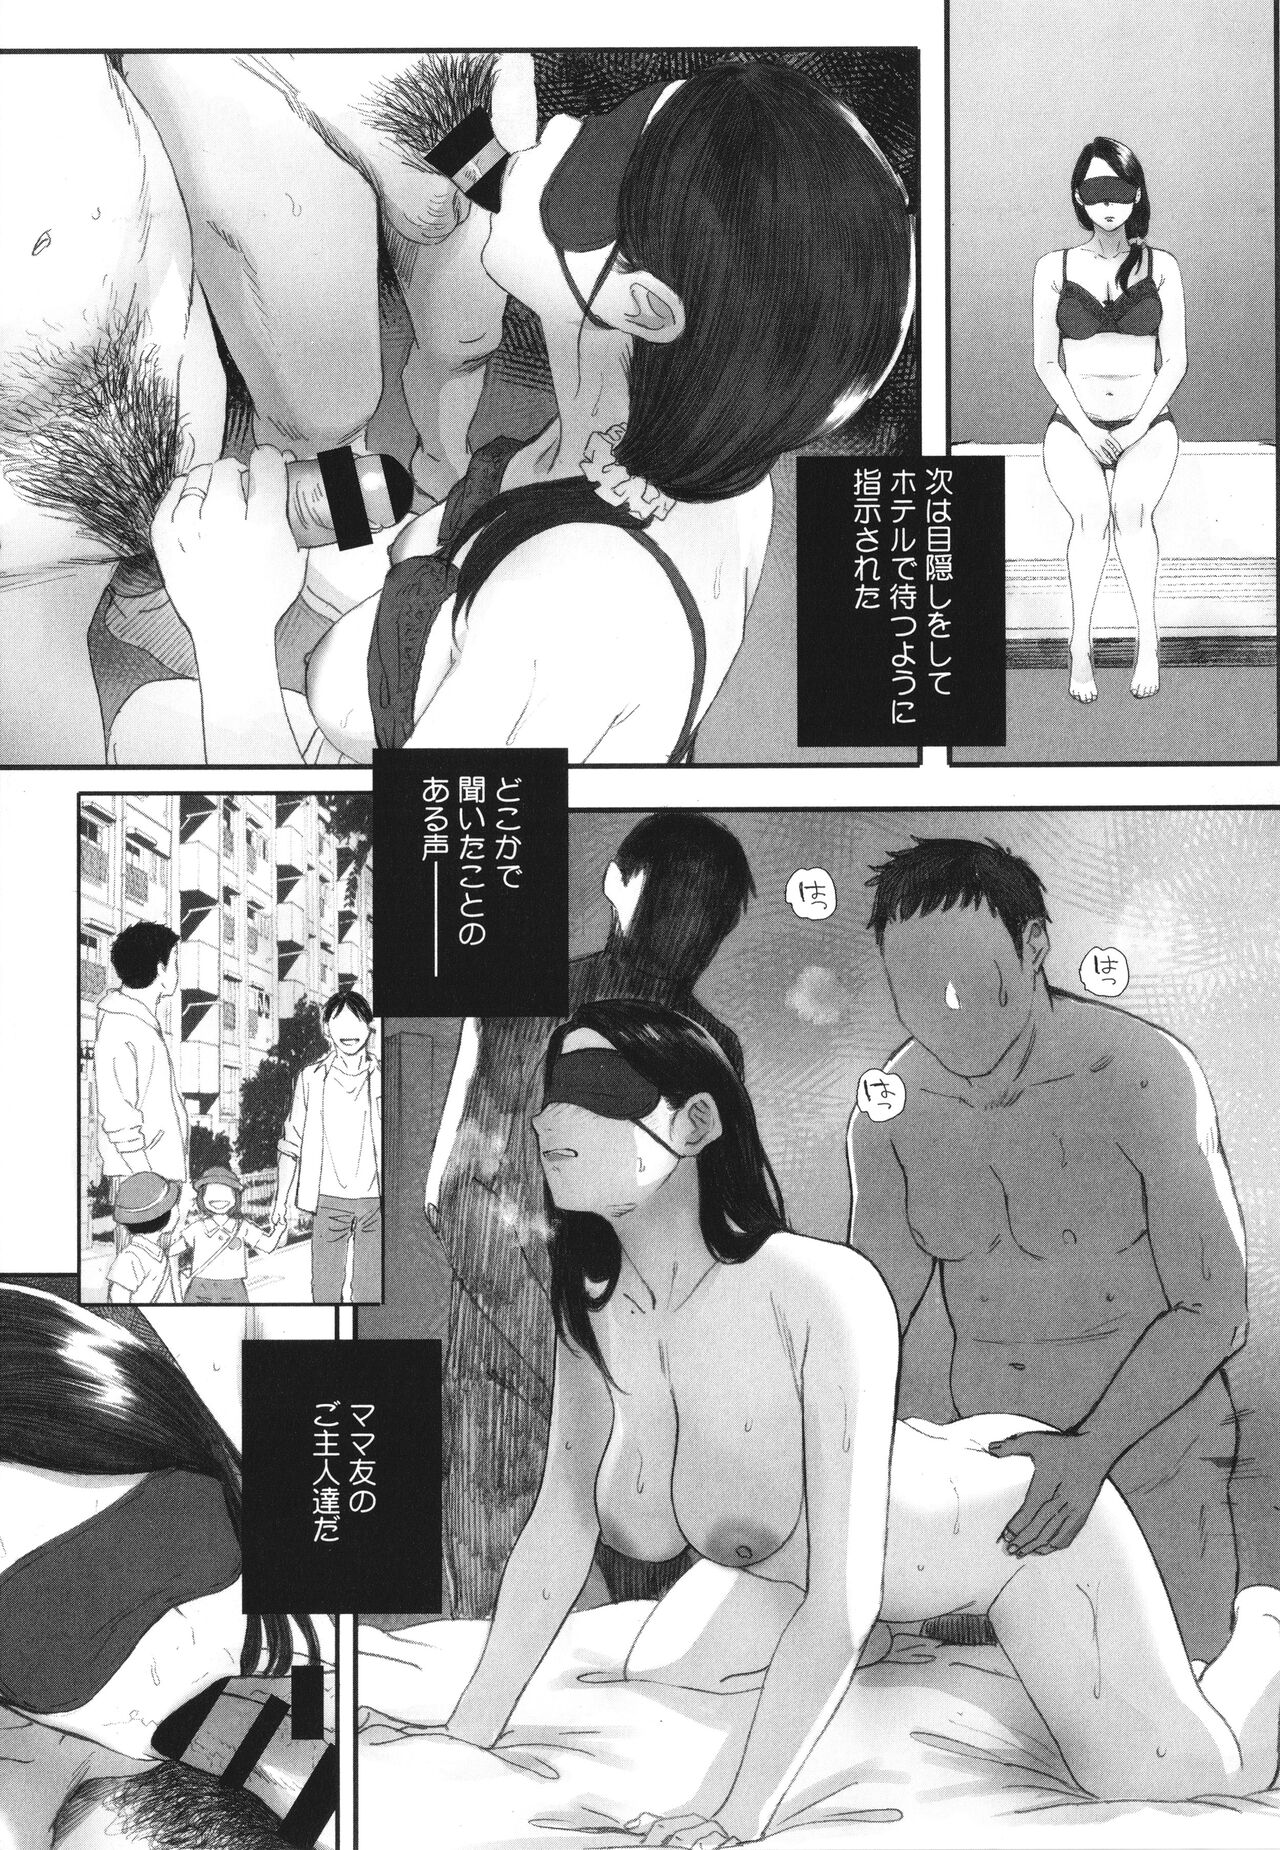 次は目隠しをして
ホテルで待つように
指示された
どこかで
聞いたことの
ある声――
はっ
はっ
はっ
ママ友の
ご主人達だ